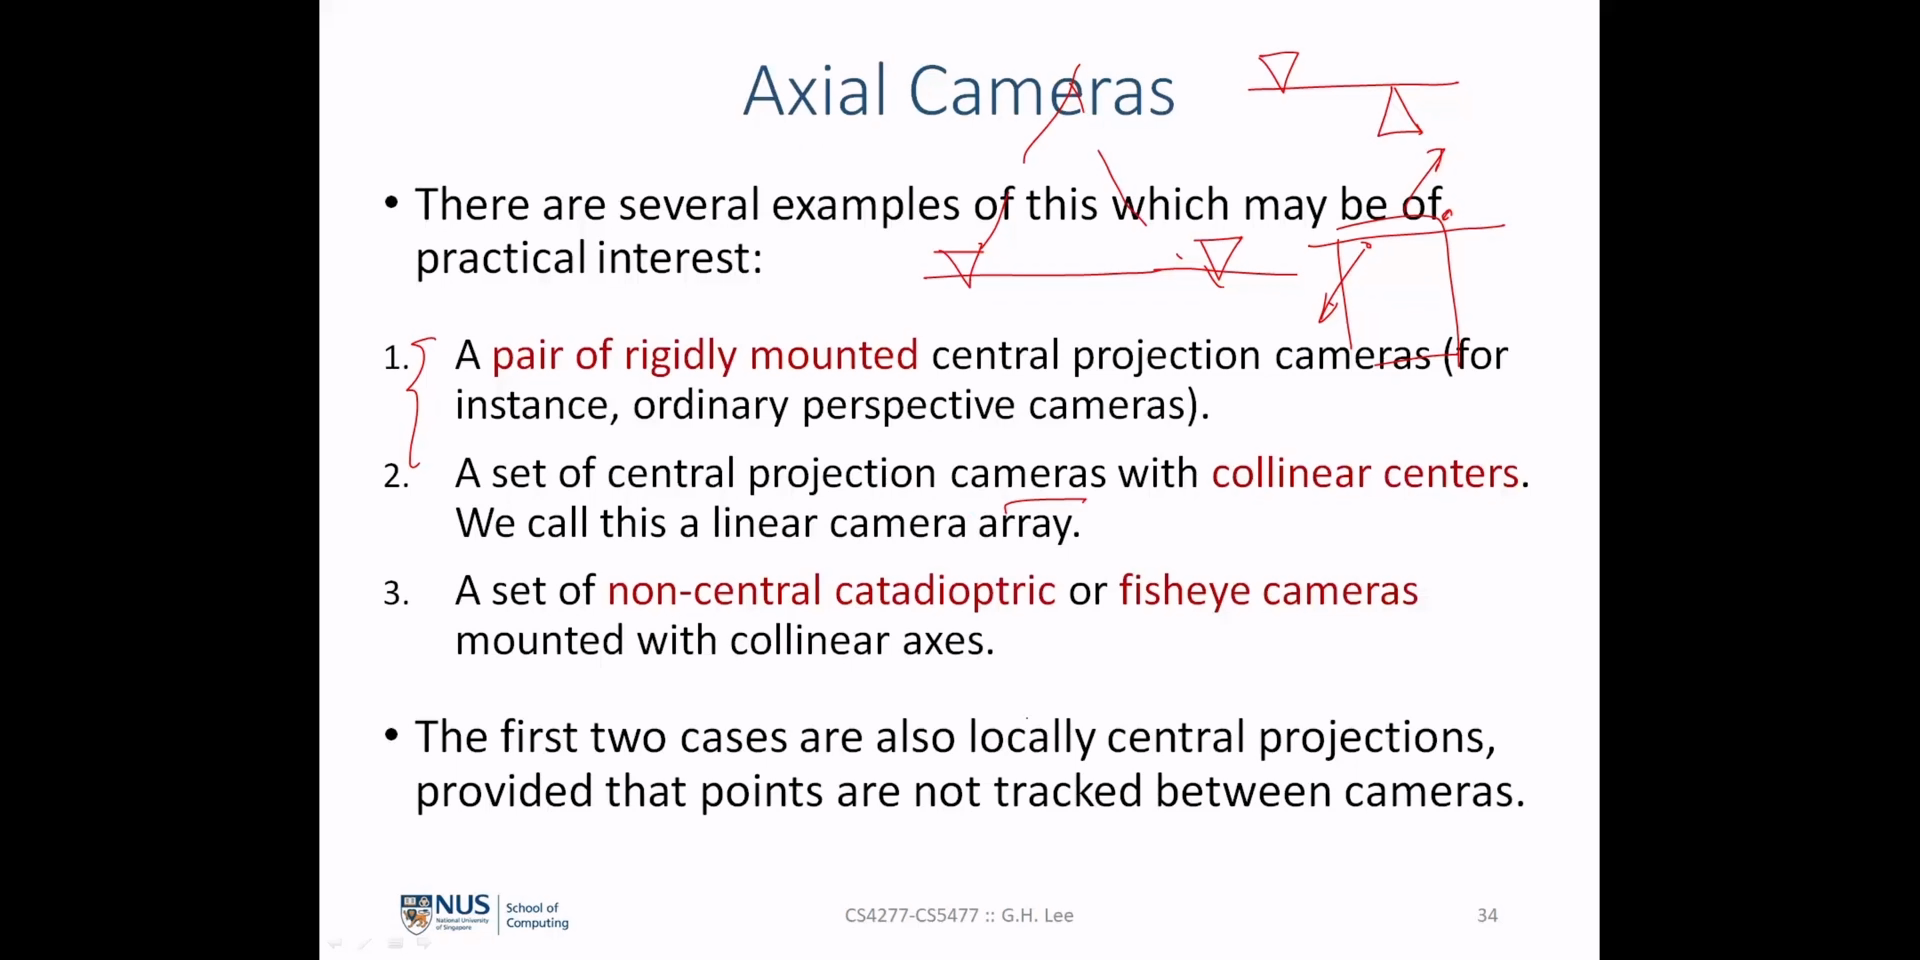 Axial Cameras
• There are several examples of this which may be of
practical interest:
1. A pair of rigidly mounted central projection cameras (for
instance, ordinary perspective cameras).
2. A set of central projection cameras with collinear centers.
We call this a linear camera array.
3. A set of non-central catadioptric or fisheye cameras
mounted with collinear axes.
• The first two cases are also locally central projections,
provided that points are not tracked between cameras.
NUS
National University
of Singapore
School of
Computing
CS4277-CS5477 :: G.H. Lee
34